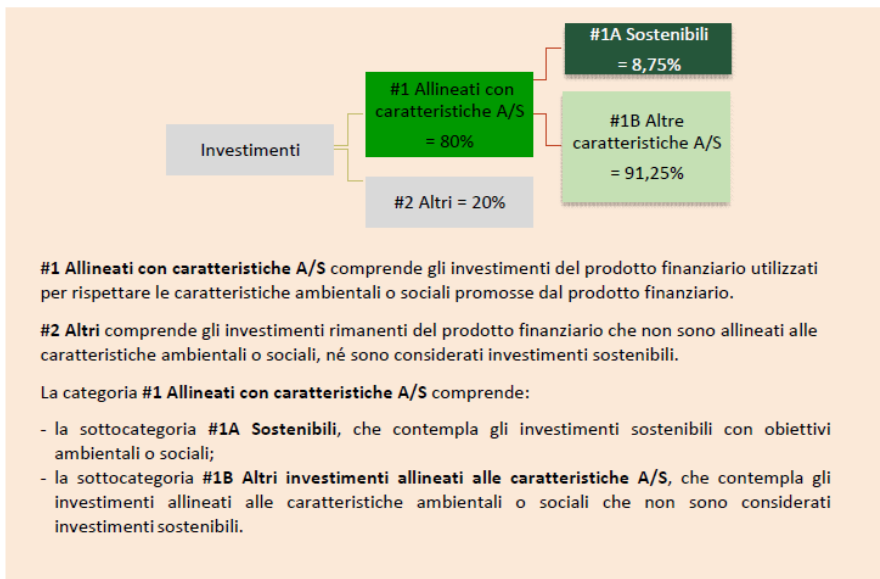 #1A Sostenibili
= 8,75%
#1 Allineati con
caratteristiche A/S
= 80%
#1B Altre
caratteristiche A/S
= 91,25%
Investimenti
#2 Altri = 20%
#1 Allineati con caratteristiche A/S comprende gli investimenti del prodotto finanziario utilizzati
per rispettare le caratteristiche ambientali o sociali promosse dal prodotto finanziario.
#2 Altri comprende gli investimenti rimanenti del prodotto finanziario che non sono allineati alle
caratteristiche ambientali o sociali, né sono considerati investimenti sostenibili.
La categoria #1 Allineati con caratteristiche A/S comprende:
- la sottocategoria #1A Sostenibili, che contempla gli investimenti sostenibili con obiettivi
ambientali o sociali;
- la sottocategoria #1B Altri investimenti allineati alle caratteristiche A/S, che contempla gli
investimenti allineati alle caratteristiche ambientali o sociali che non sono considerati
investimenti sostenibili.